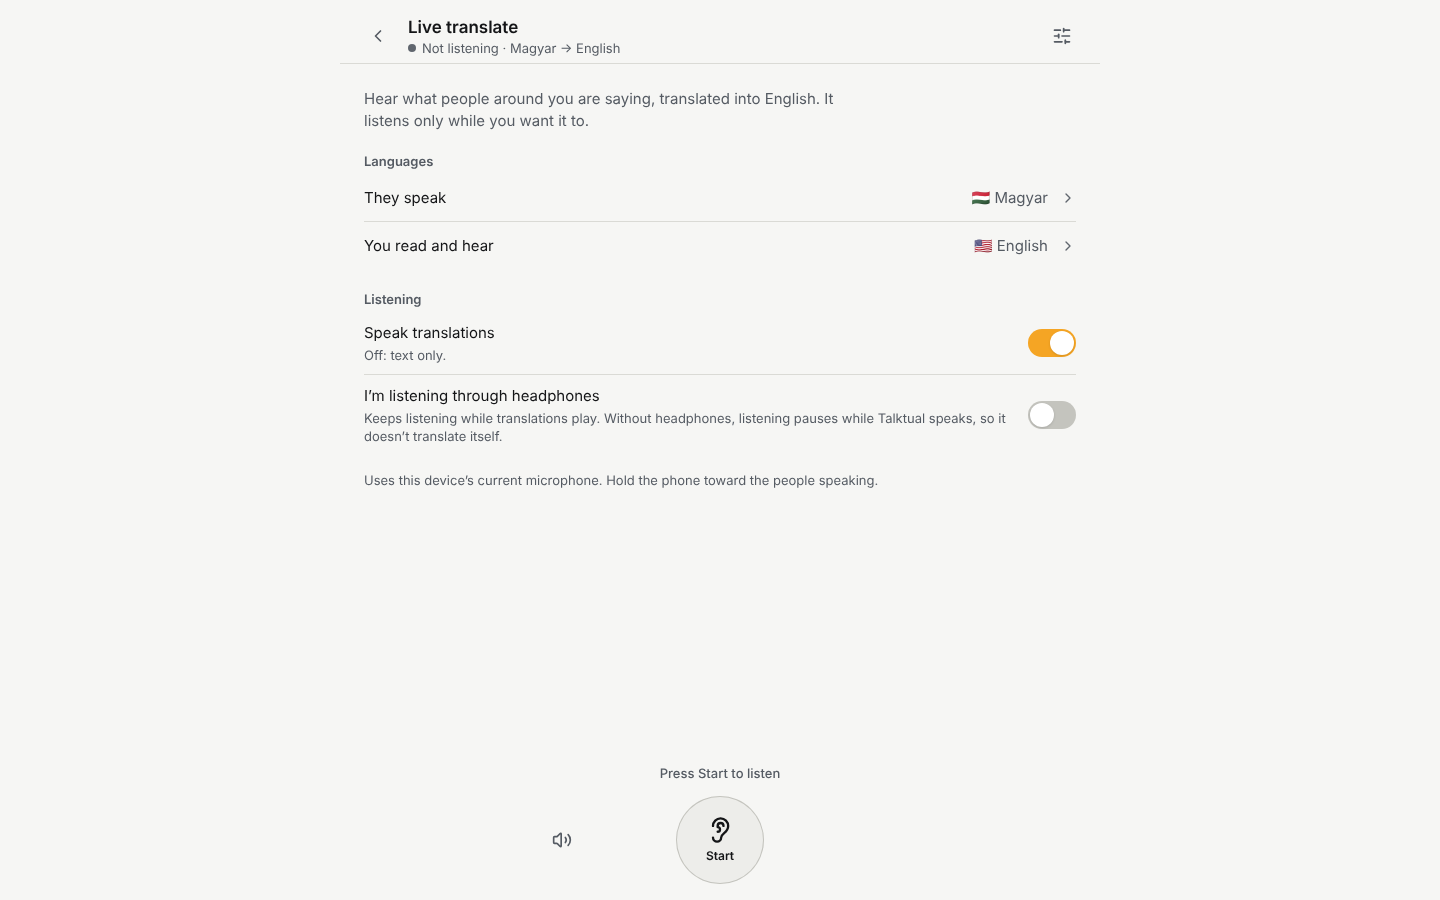 Live translate
Not listening · Magyar → English
Hear what people around you are saying, translated into English. It
listens only while you want it to.
Languages
They speak
🇭🇺 Magyar
You read and hear
🇺🇸 English
Listening
Speak translations
Off: text only.
I’m listening through headphones
Keeps listening while translations play. Without headphones, listening pauses while Talktual speaks, so it
doesn’t translate itself.
Uses this device’s current microphone. Hold the phone toward the people speaking.
Press Start to listen
Start